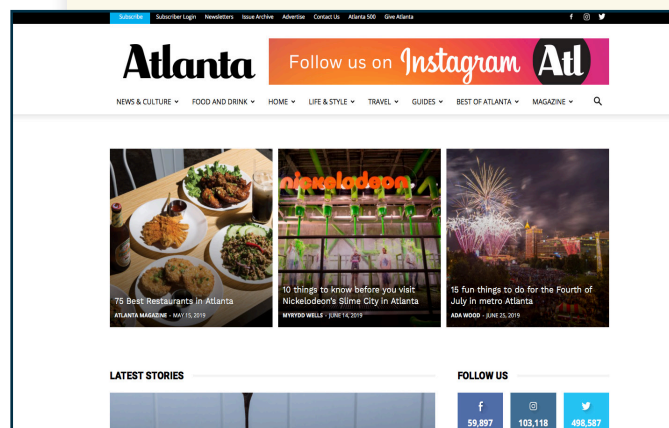 Subscribe Subscriber Login Newsletters Issue Archive Advertise Contact Us Atlanta 500 Give Atlanta
Atlanta
Follow us on Instagram Atl
NEWS & CULTURE FOOD AND DRINK HOME LIFE & STYLE TRAVEL GUIDES BEST OF ATLANTA MAGAZINE
nickelodeon
75 Best Restaurants in Atlanta
ATLANTA MAGAZINE - MAY 15, 2019
10 things to know before you visit
Nickelodeon's Slime City in Atlanta
MYRYDD WELLS - JUNE 14, 2019
15 fun things to do for the Fourth of
July in metro Atlanta
ADA WOOD - JUNE 25, 2019
LATEST STORIES
FOLLOW US
59,897 103,118 498,587